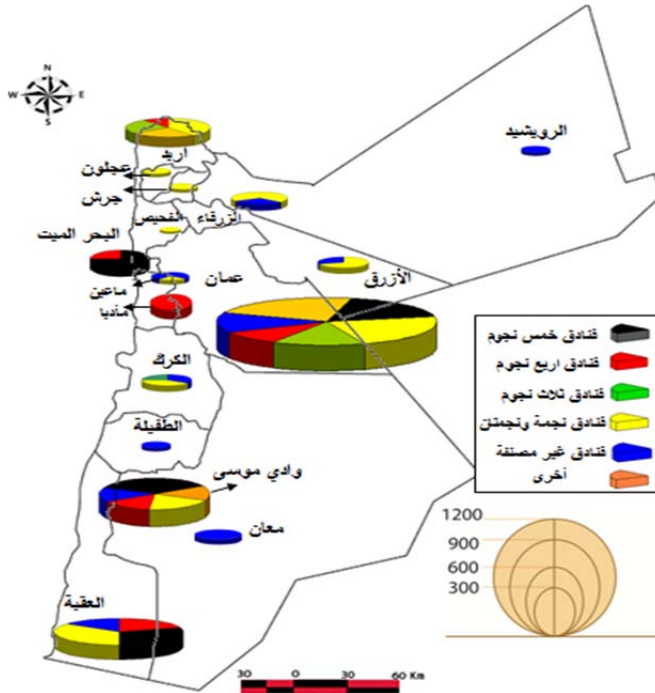 N
W E
S
الرويشيد
اربد
عجلون
جرش
الزرقاء
الفحيص
البحر الميت
الأزرق
عمان
ماعين
مأدبا
الكرك
الطفيلة
وادي موسى
معان
العقبة
فنادق خمس نجوم
فنادق اربع نجوم
فنادق ثلاث نجوم
فنادق نجمة ونجمتان
فنادق غير مصنفة
أخرى
1200
900
600
300
30 0 30 60 Km